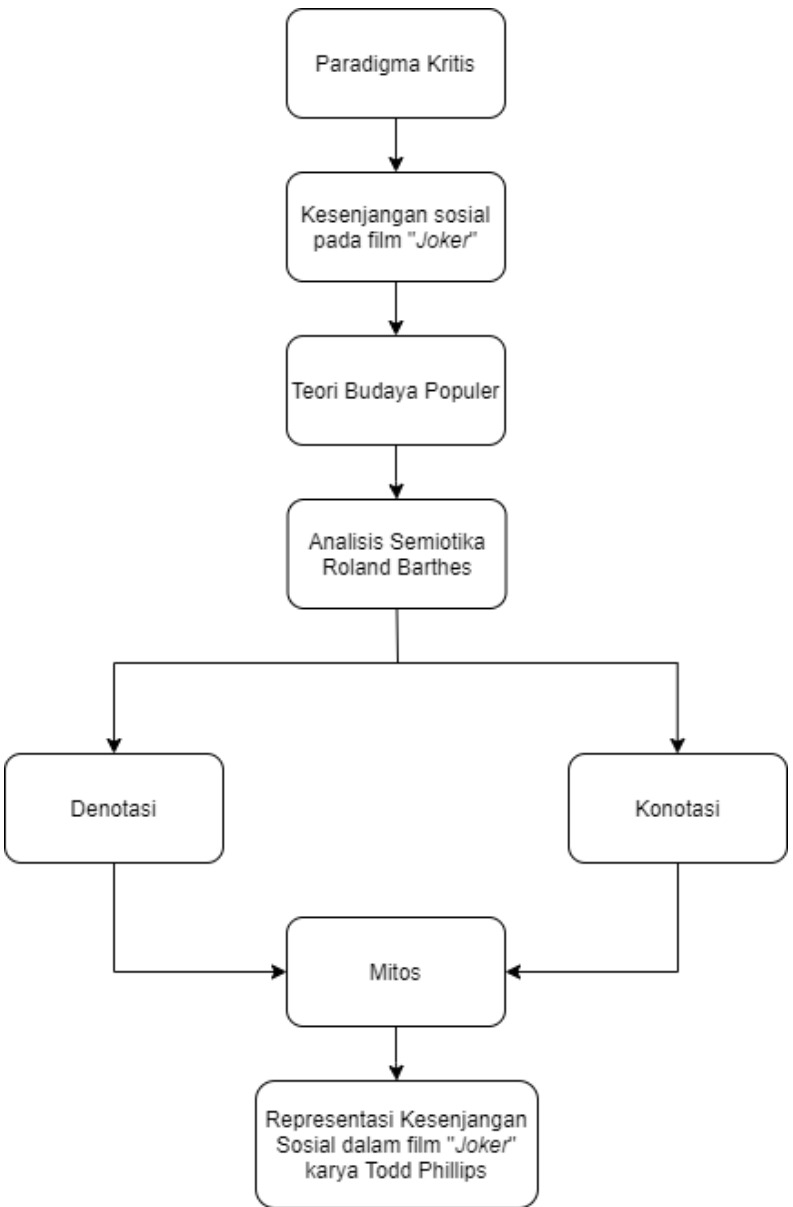 Paradigma Kritis
Kesenjangan sosial
pada film "Joker"
Teori Budaya Populer
Analisis Semiotika
Roland Barthes
Denotasi
Konotasi
Mitos
Representasi Kesenjangan
Sosial dalam film "Joker"
karya Todd Phillips